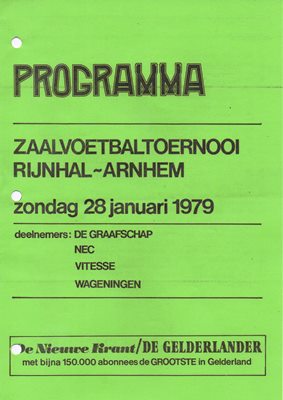 PROGRAMMA
ZAALVOETBALTOERNOOI
RIJNHAL~ARNHEM
zondag 28 januari 1979
deelnemers: DE GRAAFSCHAP
NEC
VITESSE
WAGENINGEN
De Nieuwe Krant/DE GELDERLANDER
met bijna 150.000 abonnees de GROOTSTE in Gelderland